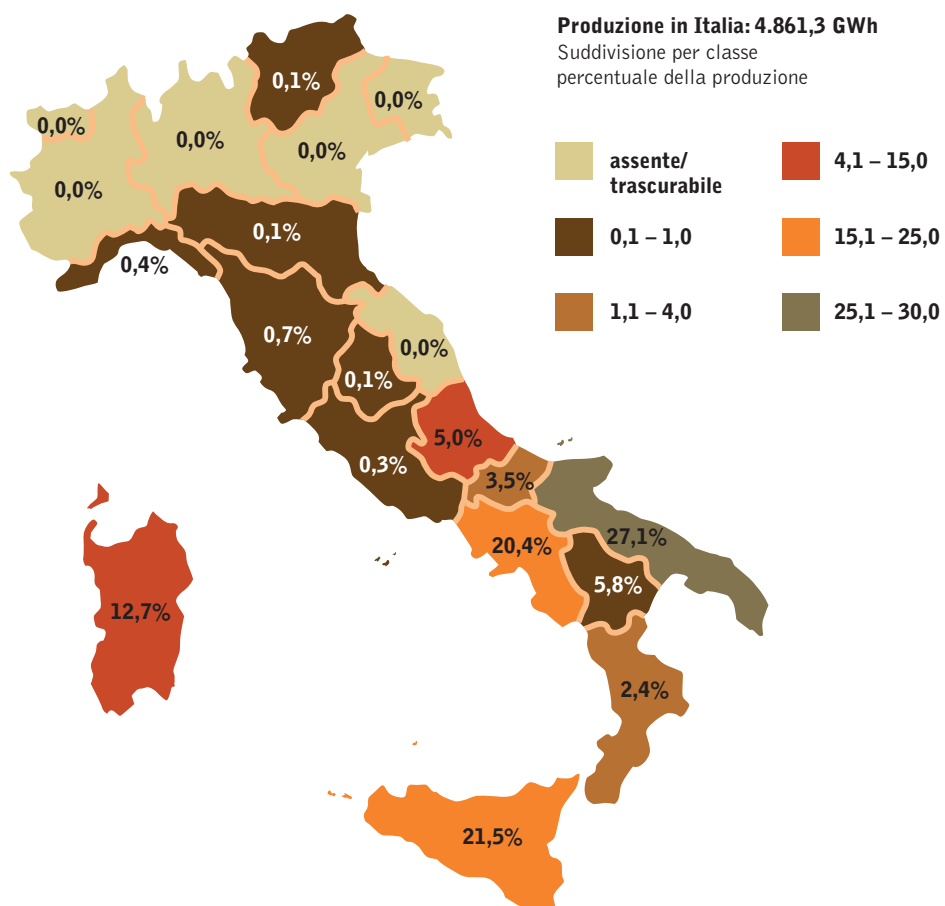 Produzione in Italia: 4.861,3 GWh
Suddivisione per classe
percentuale della produzione
assente/
trascurabile
4,1 – 15,0
0,1 – 1,0
15,1 – 25,0
1,1 – 4,0
25,1 – 30,0
0,1%
0,0%
0,0%
0,0%
0,0%
0,0%
0,1%
0,4%
0,7%
0,0%
0,1%
5,0%
0,3%
3,5%
20,4%
27,1%
5,8%
12,7%
2,4%
21,5%